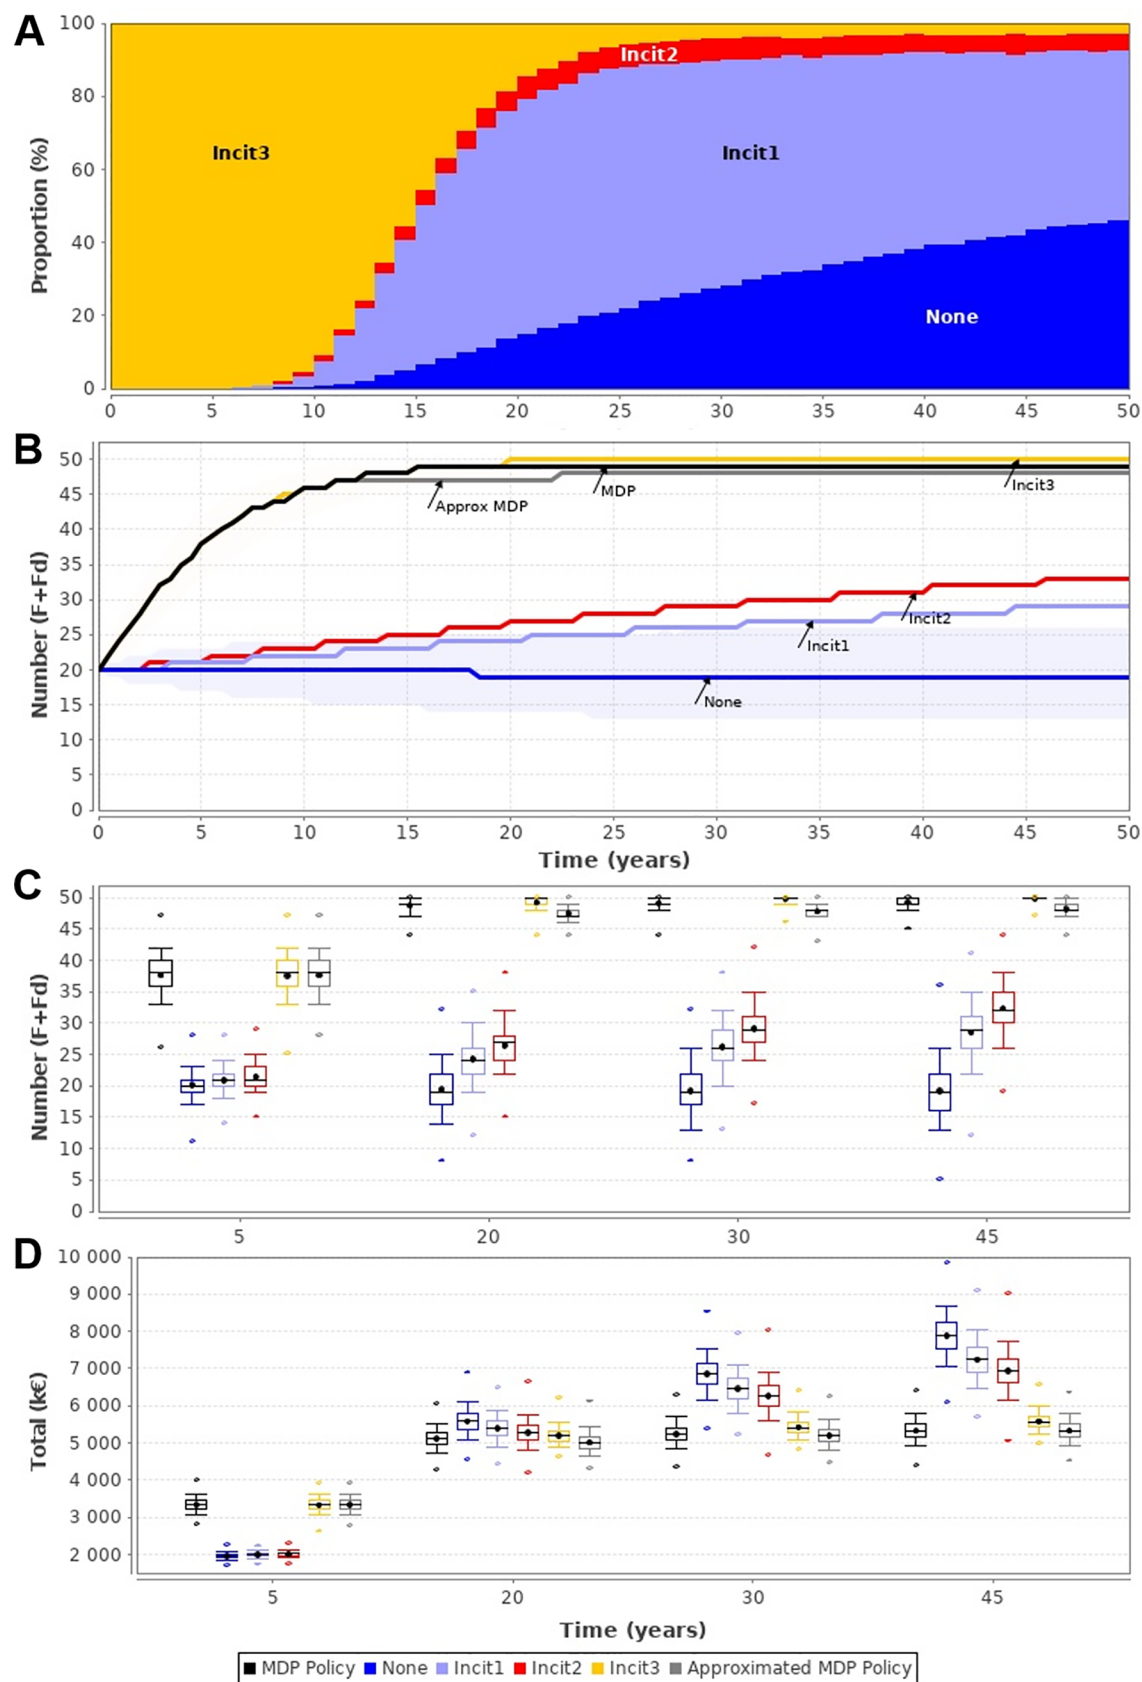 A
100
80
60
40
20
0
Proportion (%)
Incit3
Incit2
Incit1
None
0 5 10 15 20 25 30 35 40 45 50
B
50
45
40
35
30
25
20
15
10
5
0
Number (F+Fd)
Approx MDP
MDP
Incit3
Incit2
Incit1
None
0 5 10 15 20 25 30 35 40 45 50
Time (years)
C
50
45
40
35
30
25
20
15
10
5
0
Number (F+Fd)
5 20 30 45
D
10 000
9 000
8 000
7 000
6 000
5 000
4 000
3 000
2 000
Total (k€)
5 20 30 45
Time (years)
MDP Policy None Incit1 Incit2 Incit3 Approximated MDP Policy